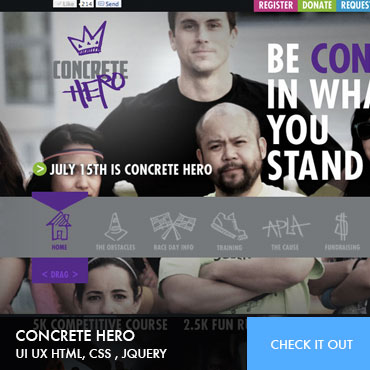 Like 214 Send
REGISTER DONATE REQUES
CONCRETE
HERO
BE CON
IN WHA
YOU
STAND
> JULY 15TH IS CONCRETE HERO
APLA
HOME THE OBSTACLES RACE DAY INFO TRAINING THE CAUSE FUNDRAISING
< DRAG >
5K COMPETITIVE COURSE 2.5K FUN RU
CONCRETE HERO
UI UX HTML, CSS , JQUERY
CHECK IT OUT